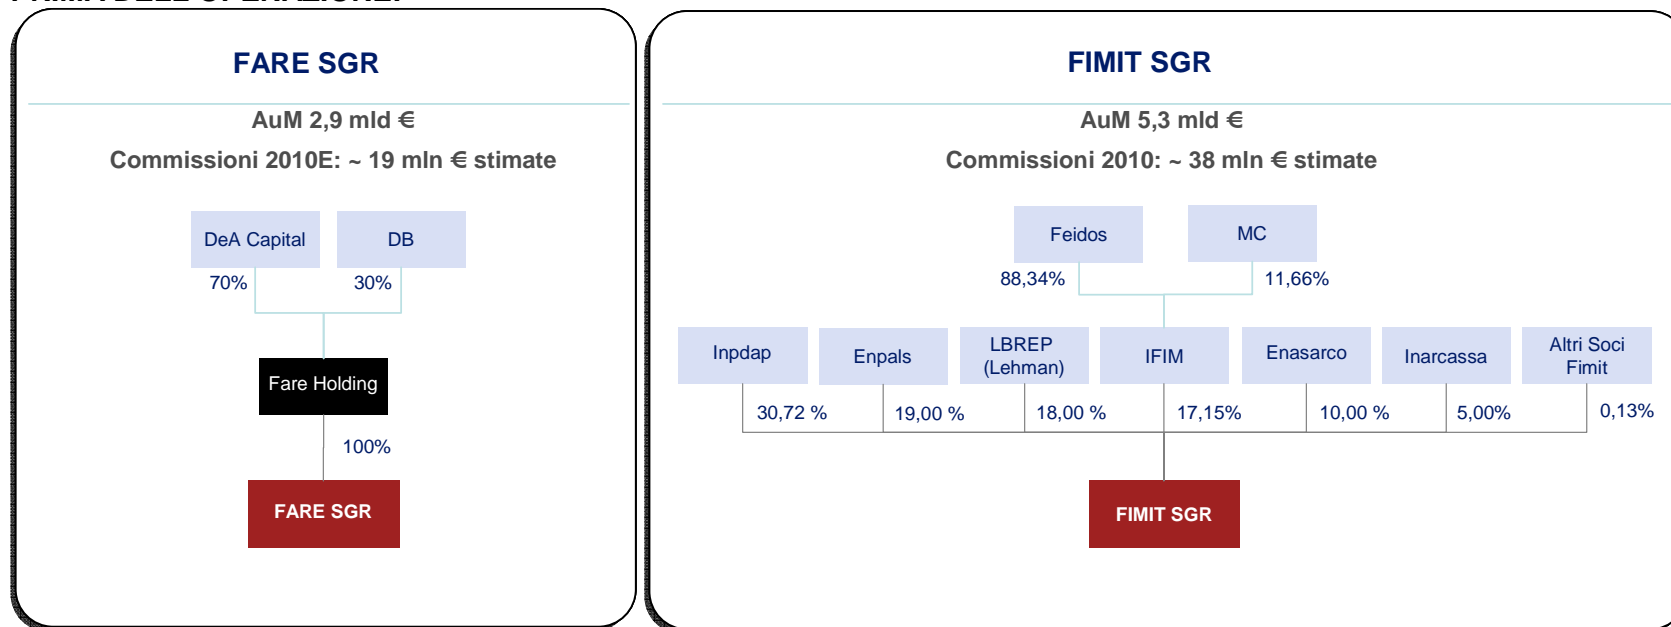 FARE SGR
AuM 2,9 mld €
Commissioni 2010E: ~ 19 mln € stimate
DeA Capital
DB
70%
30%
Fare Holding
100%
FARE SGR
FIMIT SGR
AuM 5,3 mld €
Commissioni 2010: ~ 38 mln € stimate
Feidos
MC
88,34%
11,66%
Inpdap
Enpals
LBREP
(Lehman)
IFIM
Enasarco
Inarcassa
Altri Soci
Fimit
30,72 %
19,00 %
18,00 %
17,15%
10,00 %
5,00%
0,13%
FIMIT SGR